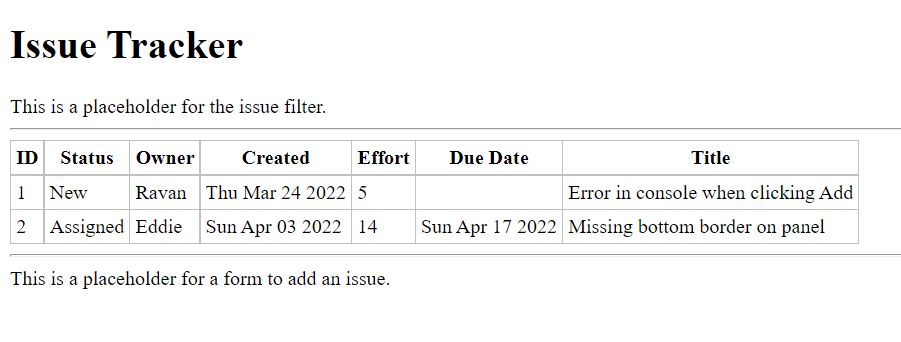 Issue Tracker
This is a placeholder for the issue filter.
ID Status Owner Created Effort Due Date Title
1 New Ravan Thu Mar 24 2022 5 Error in console when clicking Add
2 Assigned Eddie Sun Apr 03 2022 14 Sun Apr 17 2022 Missing bottom border on panel
This is a placeholder for a form to add an issue.